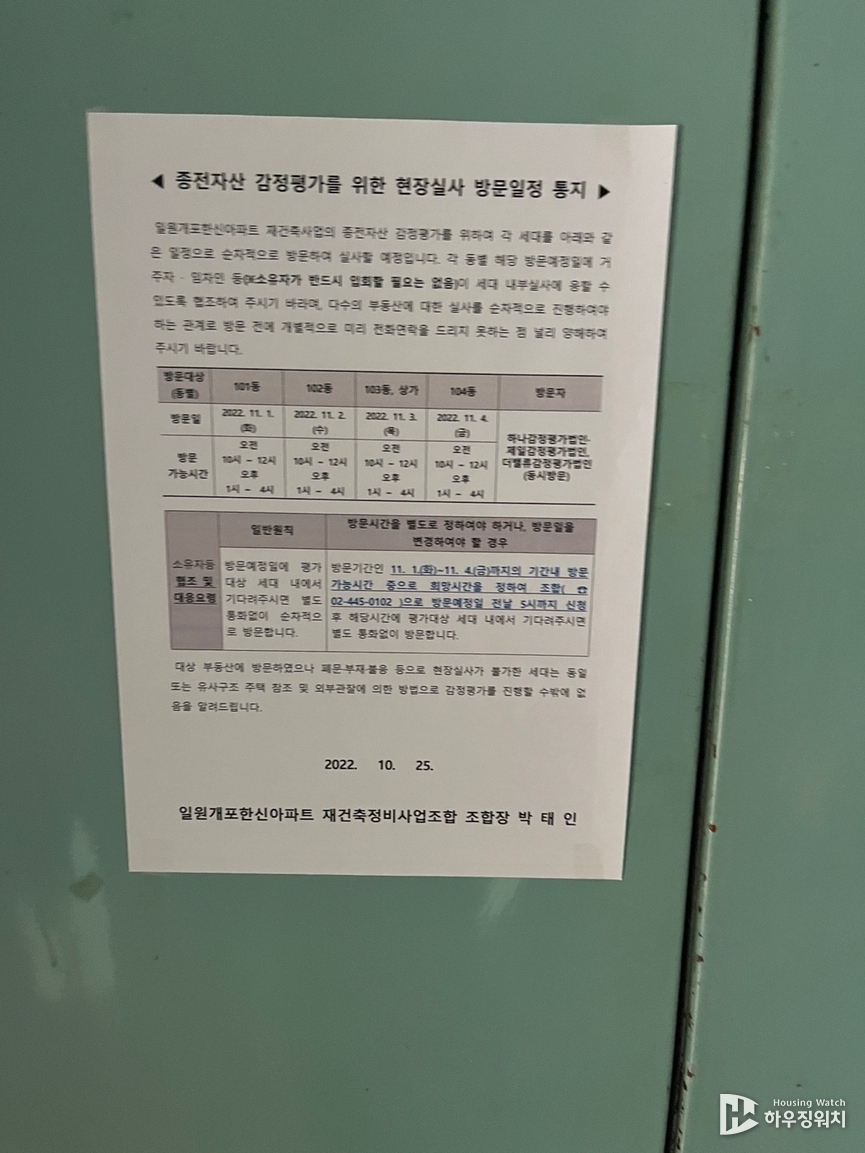 ◀ 종전자산 감정평가를 위한 현장실사 방문일정 통지 ▶
일원개포한신아파트 재건축사업의 종전자산 감정평가를 위하여 각 세대를 아래와 같
은 일정으로 순차적으로 방문하여 실사할 예정입니다. 각 동별 해당 방문예정일에 거
주자 · 임차인 등(※소유자가 반드시 입회할 필요는 없음)이 세대 내부실사에 응할 수
있도록 협조하여 주시기 바라며, 다수의 부동산에 대한 실사를 순차적으로 진행하여야
하는 관계로 방문 전에 개별적으로 미리 전화연락을 드리지 못하는 점 널리 양해하여
주시기 바랍니다.
방문대상 (동별) 101동 102동 103동, 상가 104동 방문자
방문일 2022. 11. 1. (화) 2022. 11. 2. (수) 2022. 11. 3. (목) 2022. 11. 4. (금)
방문 가능시간 오전 10시 ~ 12시 오후 1시 ~ 4시 오전 10시 ~ 12시 오후 1시 ~ 4시 오전 10시 ~ 12시 오후 1시 ~ 4시 오전 10시 ~ 12시 오후 1시 ~ 4시
하나감정평가법인·
제일감정평가법인,
더밸류감정평가법인
(동시방문)
일반원칙
방문시간을 별도로 정하여야 하거나, 방문일을
변경하여야 할 경우
소유자등
협조 및
대응요령
방문예정일에 평가
대상 세대 내에서
기다려주시면 별도
통화없이 순차적으
로 방문합니다.
방문기간인 11. 1.(화)~11. 4.(금)까지의 기간내 방문
가능시간 중으로 희망시간을 정하여 조합( ☎
02-445-0102 )으로 방문예정일 전날 5시까지 신청
후 해당시간에 평가대상 세대 내에서 기다려주시면
별도 통화없이 방문합니다.
대상 부동산에 방문하였으나 폐문·부재·불응 등으로 현장실사가 불가한 세대는 동일
또는 유사구조 주택 참조 및 외부관찰에 의한 방법으로 감정평가를 진행할 수밖에 없
음을 알려드립니다.
2022. 10. 25.
일원개포한신아파트 재건축정비사업조합 조합장 박 태 인
Housing Watch
하우징워치